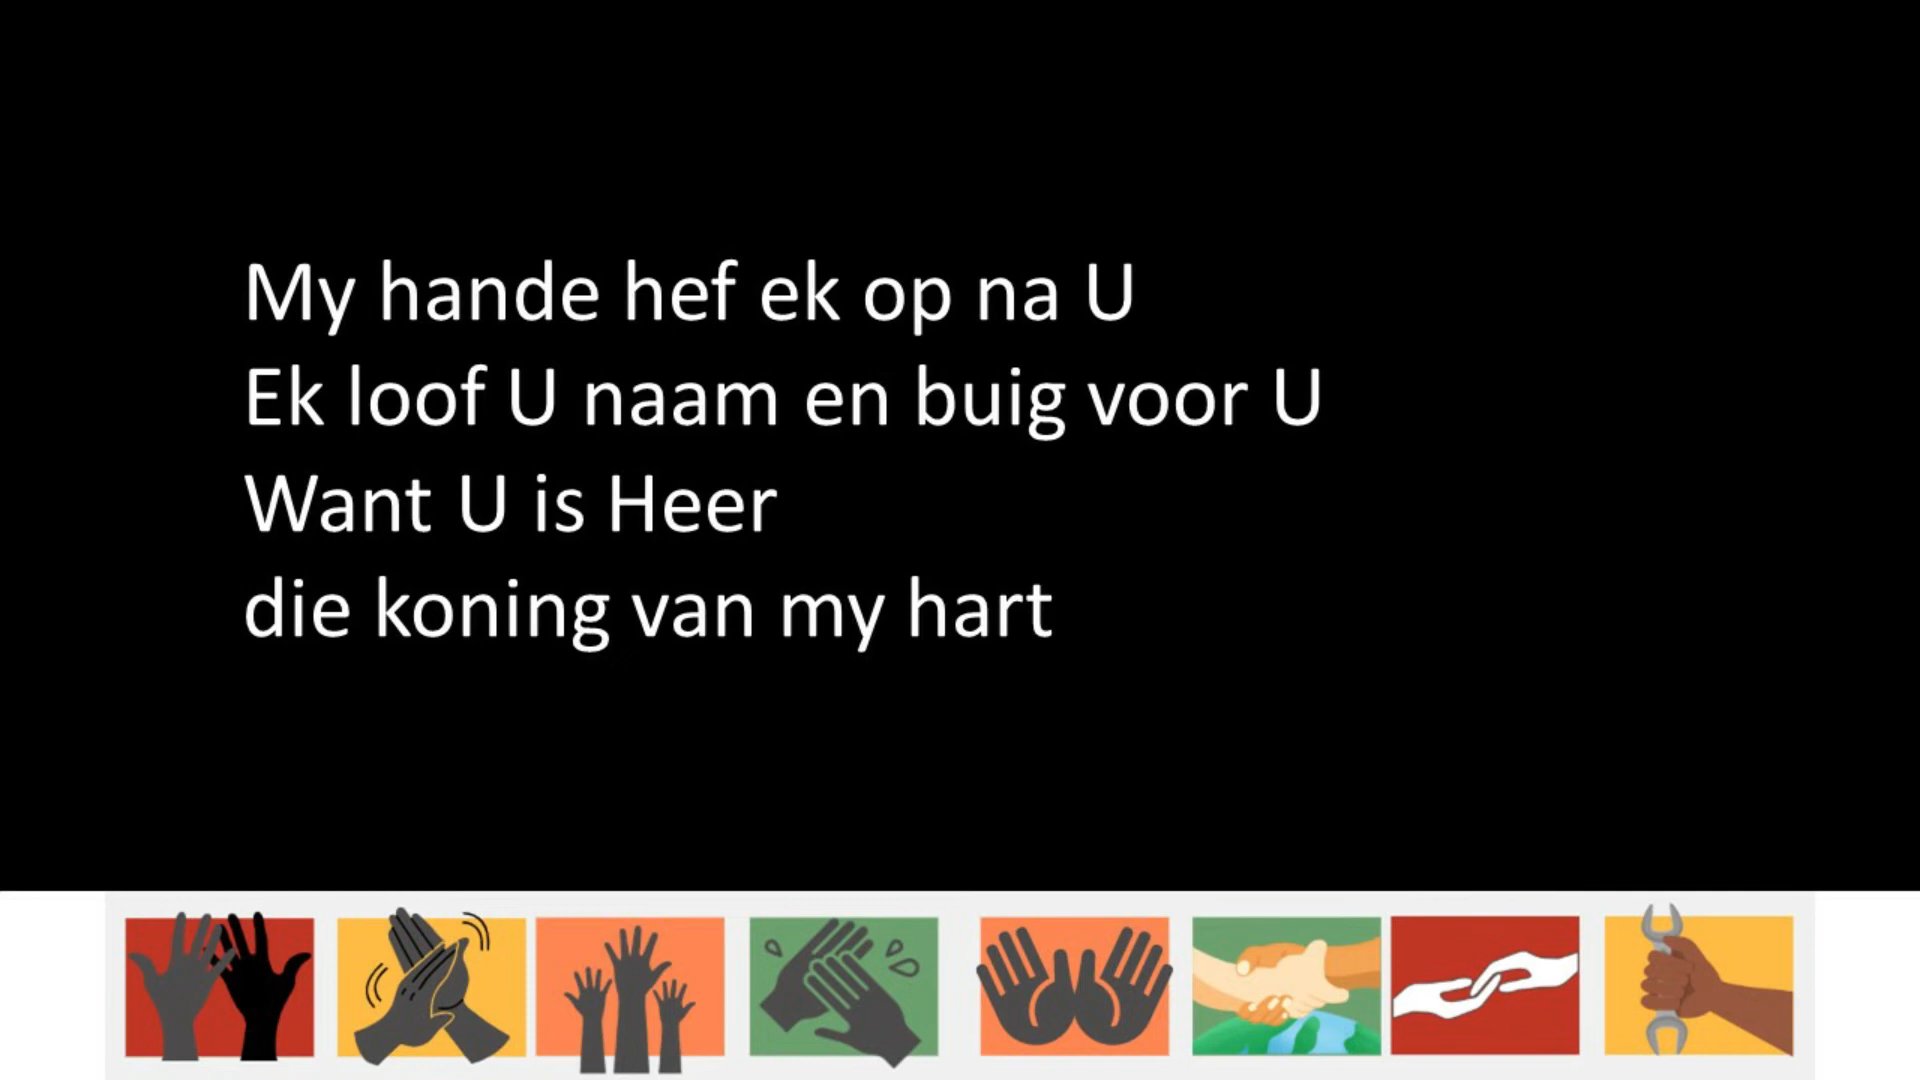 My hande hef ek op na U
Ek loof U naam en buig voor U
Want U is Heer
die koning van my hart